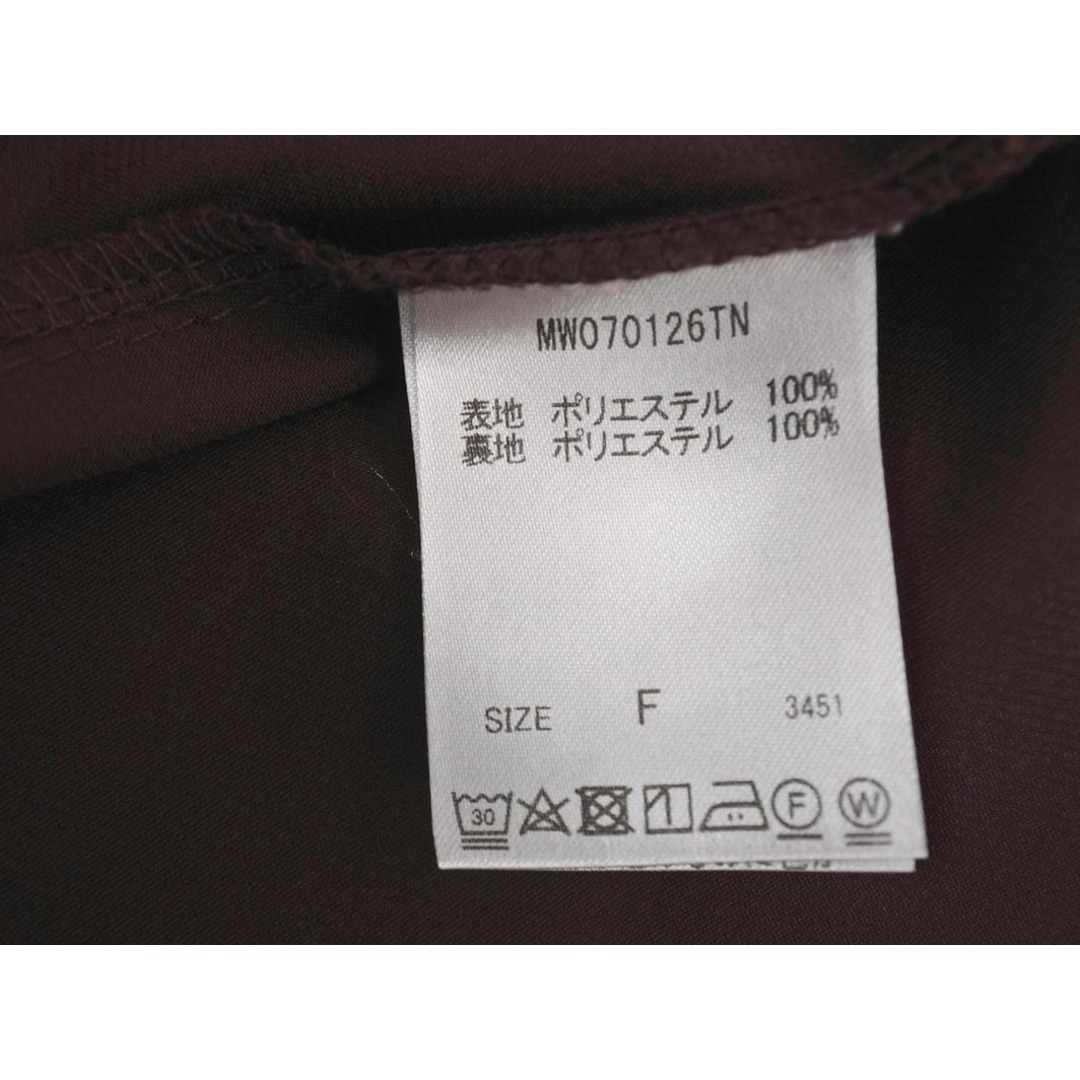 MW070126TN
表地 ポリエステル 100%
裏地 ポリエステル 100%
SIZE F 3451
30 F W